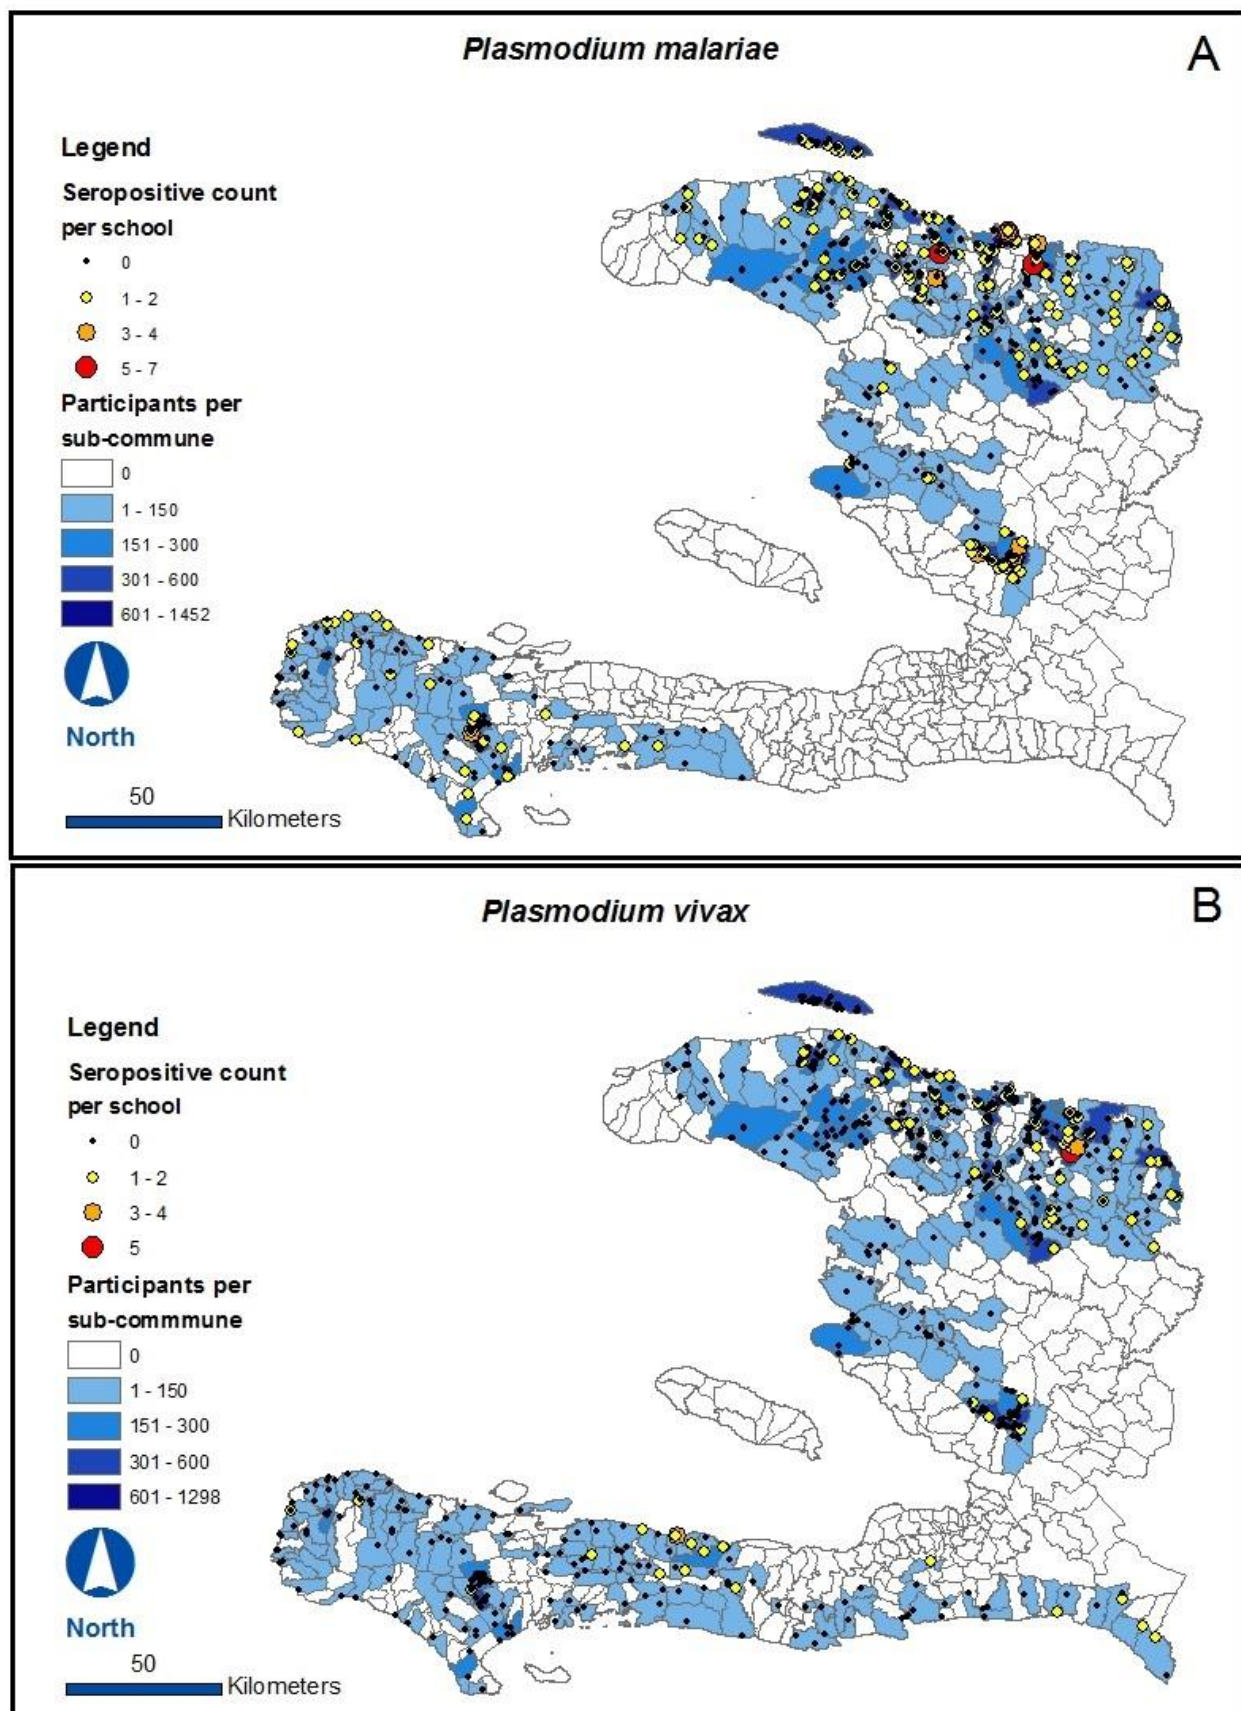 Plasmodium malariae
A
Legend
Seropositive count
per school
0
1 - 2
3 - 4
5 - 7
Participants per
sub-commune
0
1 - 150
151 - 300
301 - 600
601 - 1452
North
50
Kilometers
Plasmodium vivax
B
Legend
Seropositive count
per school
0
1 - 2
3 - 4
5
Participants per
sub-commmune
0
1 - 150
151 - 300
301 - 600
601 - 1298
North
50
Kilometers